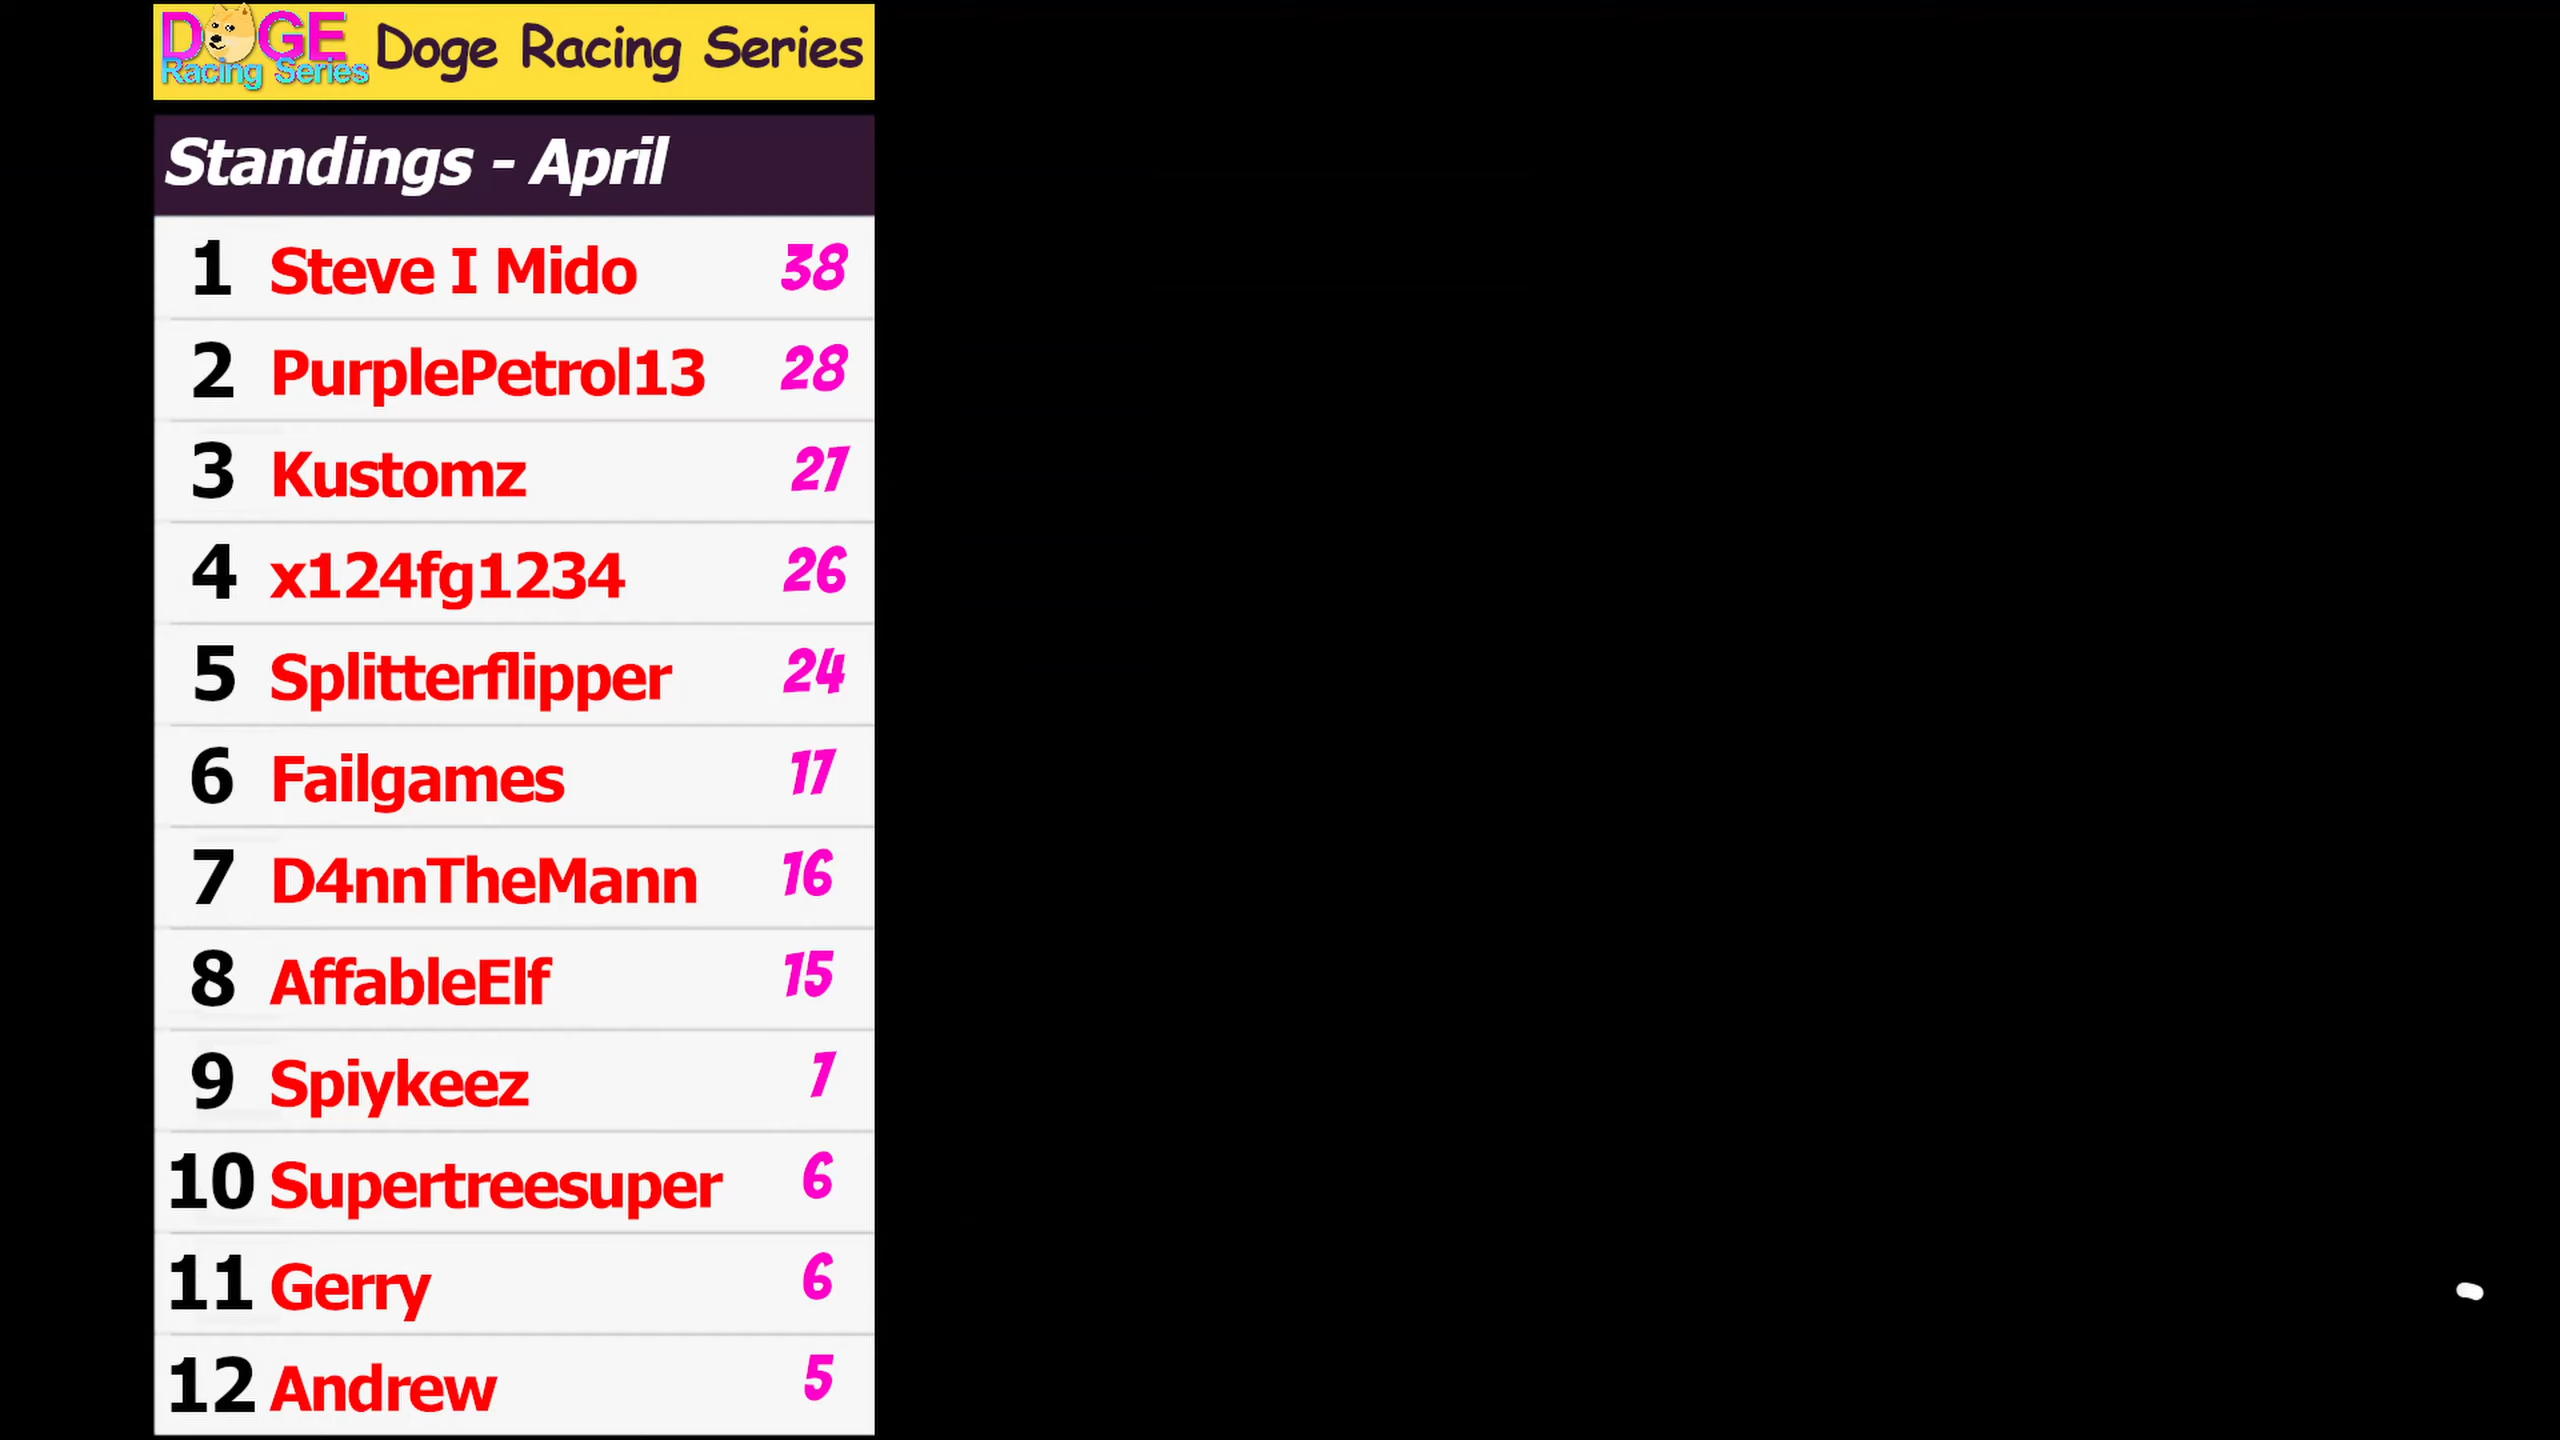 DOGE
Racing Series
Doge Racing Series
Standings - April
1 Steve I Mido 38
2 PurplePetrol13 28
3 Kustomz 27
4 x124fg1234 26
5 Splitterflipper 24
6 Failgames 17
7 D4nnTheMann 16
8 AffableElf 15
9 Spiykeez 7
10 Supertreesuper 6
11 Gerry 6
12 Andrew 5